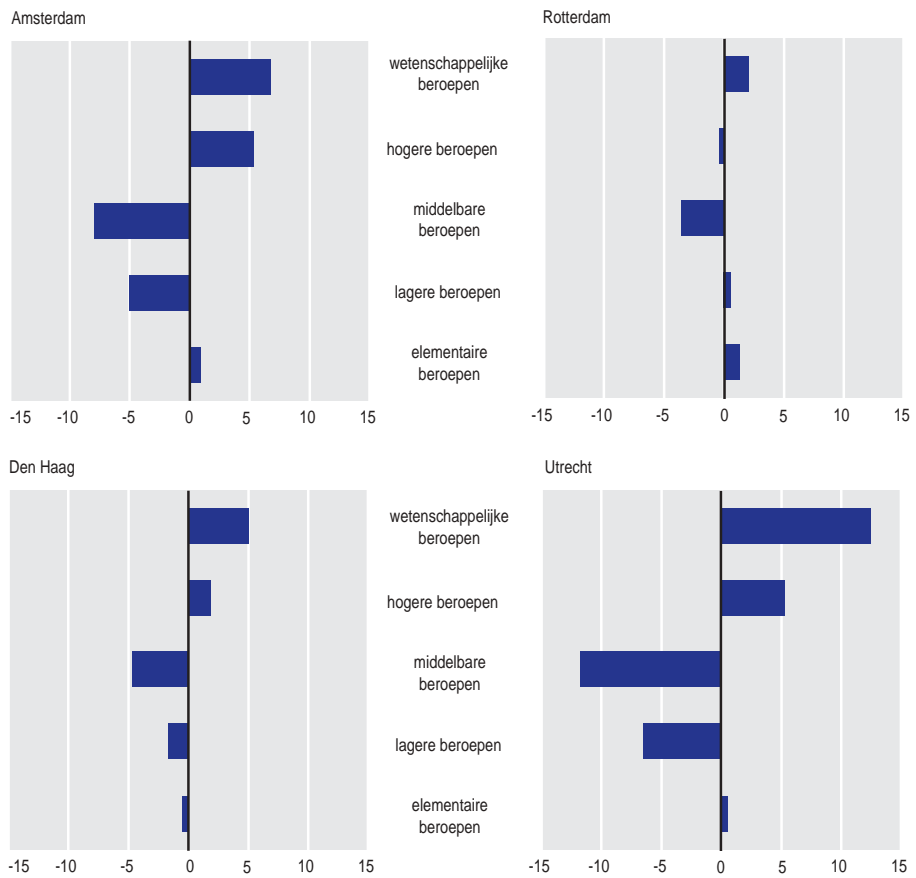 Amsterdam
Rotterdam
wetenschappelijke
beroepen
hogere beroepen
middelbare
beroepen
lagere beroepen
elementaire
beroepen
-15 -10 -5 0 5 10 15
-15 -10 -5 0 5 10 15
Den Haag
Utrecht
wetenschappelijke
beroepen
hogere beroepen
middelbare
beroepen
lagere beroepen
elementaire
beroepen
-15 -10 -5 0 5 10 15
-15 -10 -5 0 5 10 15